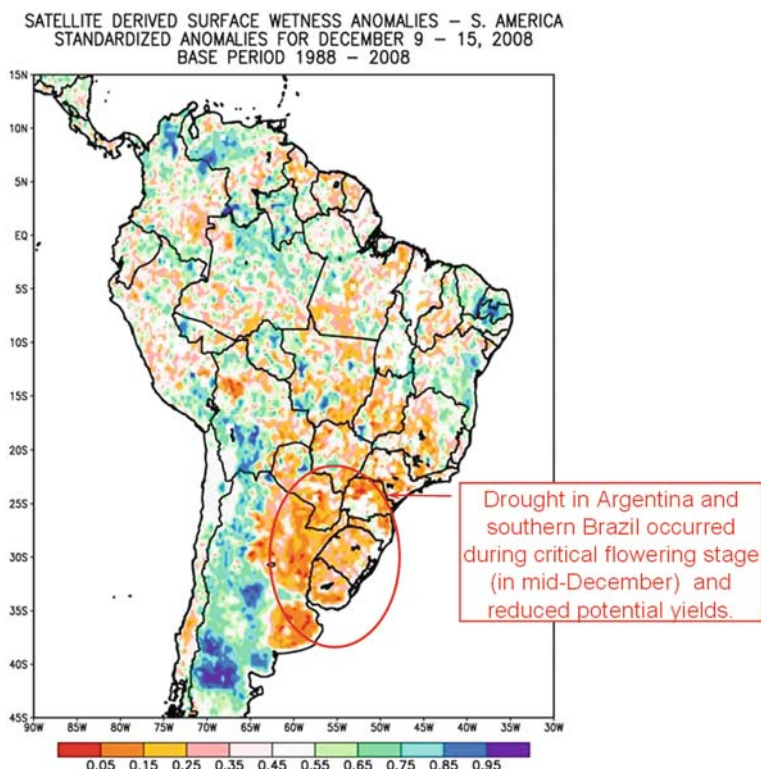 SATELLITE DERIVED SURFACE WETNESS ANOMALIES – S. AMERICA
STANDARDIZED ANOMALIES FOR DECEMBER 9 – 15, 2008
BASE PERIOD 1988 – 2008
15N
10N
5N
EQ
5S
10S
15S
20S
25S
30S
35S
40S
45S
Drought in Argentina and
southern Brazil occurred
during critical flowering stage
(in mid-December) and
reduced potential yields.
90W 85W 80W 75W 70W 65W 60W 55W 50W 45W 40W 35W 30W
0.05 0.15 0.25 0.35 0.45 0.55 0.65 0.75 0.85 0.95